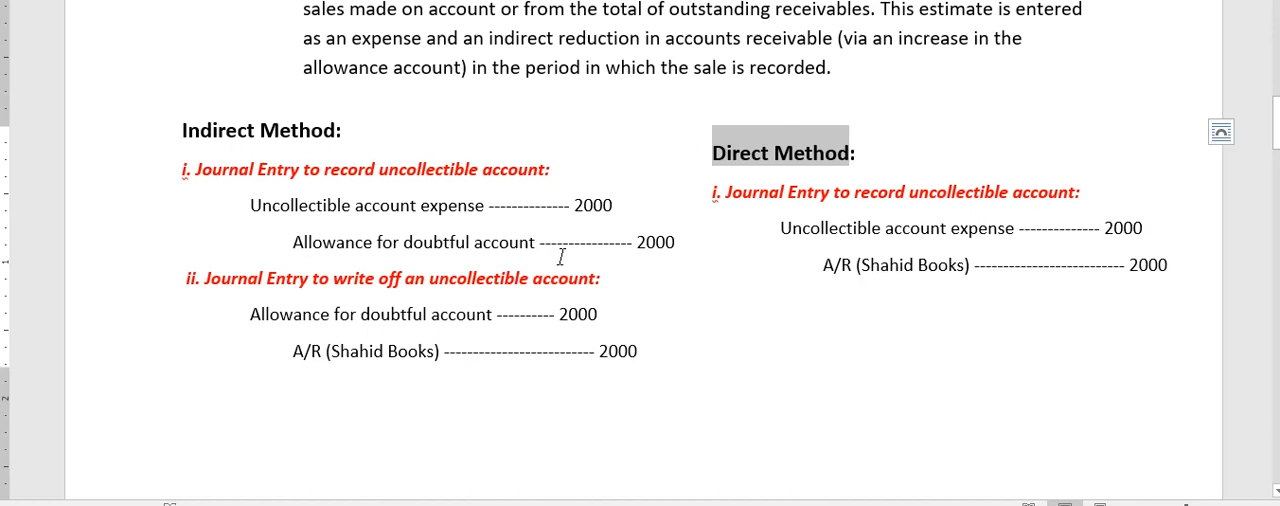 sales made on account or from the total of outstanding receivables. This estimate is entered
as an expense and an indirect reduction in accounts receivable (via an increase in the
allowance account) in the period in which the sale is recorded.
Indirect Method:
i. Journal Entry to record uncollectible account:
Uncollectible account expense -------------- 2000
Allowance for doubtful account ---------------- 2000
ii. Journal Entry to write off an uncollectible account:
Allowance for doubtful account ---------- 2000
A/R (Shahid Books) -------------------------- 2000
Direct Method:
i. Journal Entry to record uncollectible account:
Uncollectible account expense -------------- 2000
A/R (Shahid Books) -------------------------- 2000